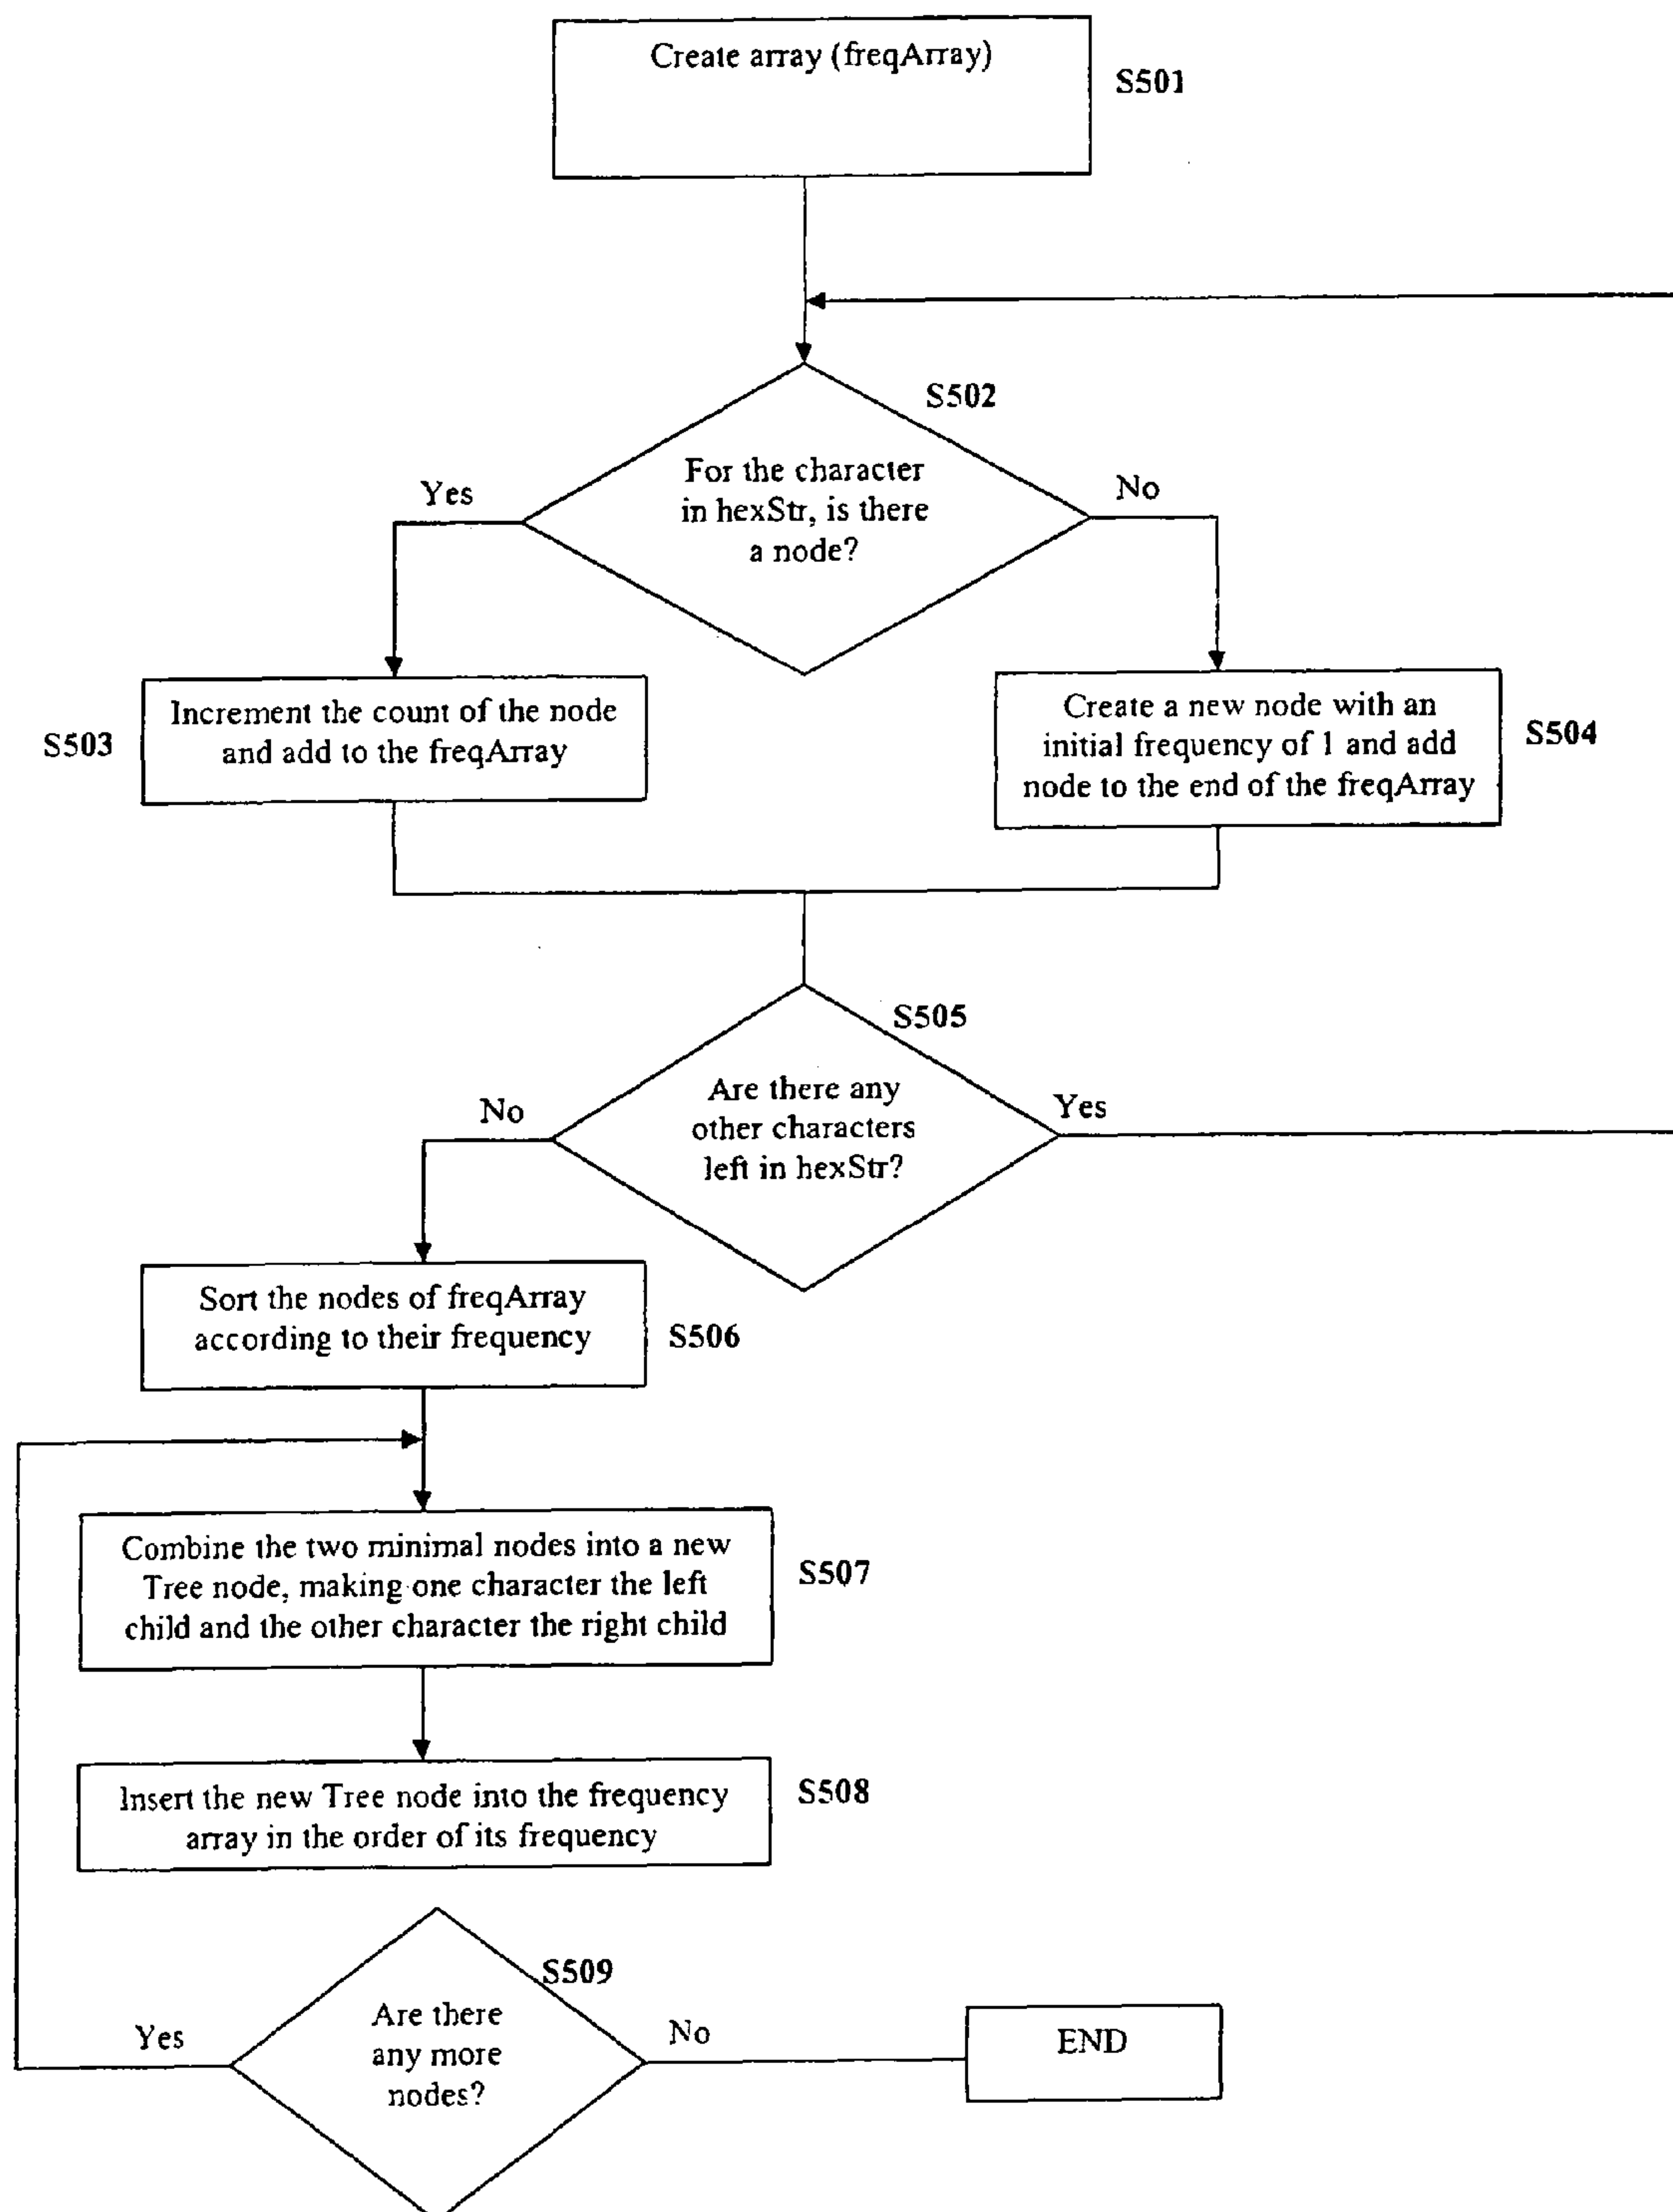 Create array (freqArray)
S501
S502
For the character
in hexStr, is there
a node?
Yes
No
Increment the count of the node
and add to the freqArray
S503
Create a new node with an
initial frequency of 1 and add
node to the end of the freqArray
S504
S505
Are there any
other characters
left in hexStr?
No
Yes
Sort the nodes of freqArray
according to their frequency
S506
Combine the two minimal nodes into a new
Tree node, making one character the left
child and the other character the right child
S507
Insert the new Tree node into the frequency
array in the order of its frequency
S508
S509
Are there
any more
nodes?
Yes
No
END